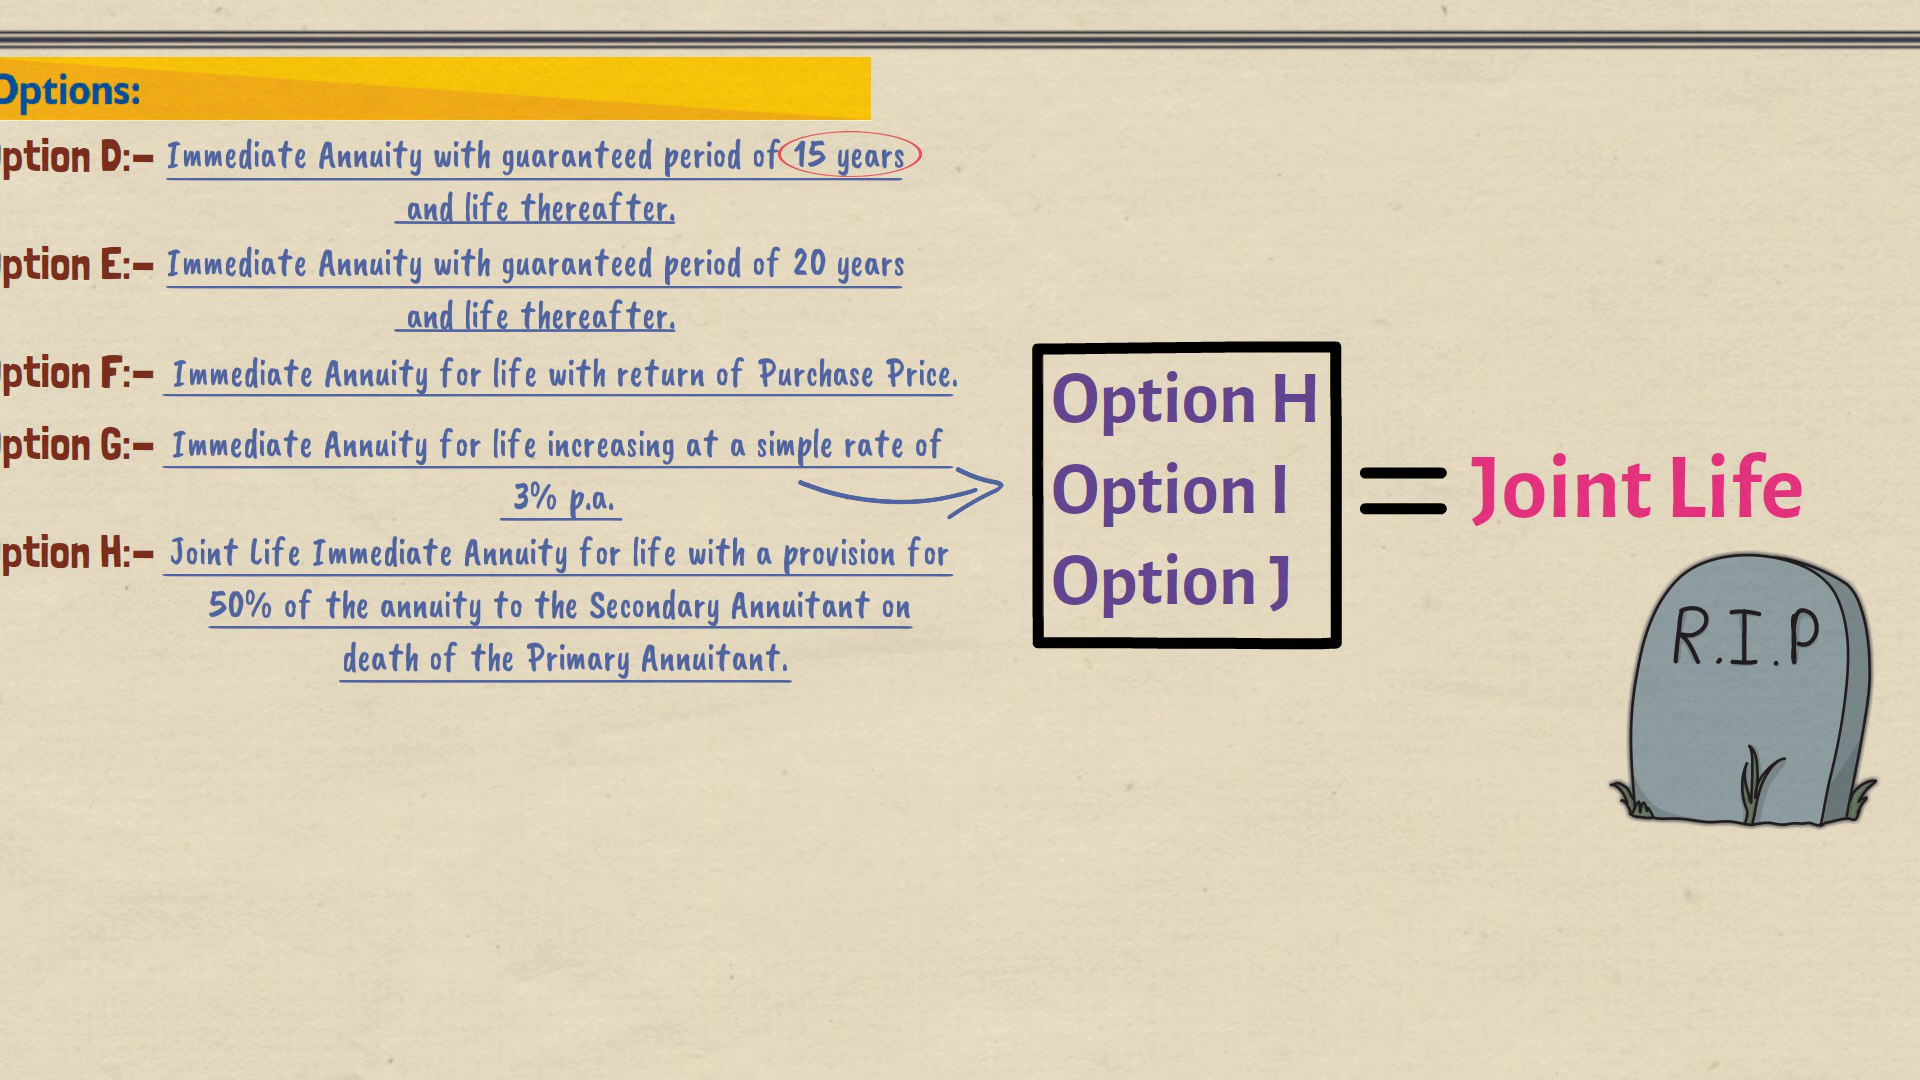 Options:
ption D:- Immediate Annuity with guaranteed period of 15 years
and life thereafter.
ption E:- Immediate Annuity with guaranteed period of 20 years
and life thereafter.
ption F:- Immediate Annuity for life with return of Purchase Price.
ption G:- Immediate Annuity for life increasing at a simple rate of
3% p.a.
ption H:- Joint Life Immediate Annuity for life with a provision for
50% of the annuity to the Secondary Annuitant on
death of the Primary Annuitant.
Option H
Option I
Option J
= Joint Life
R.I.P